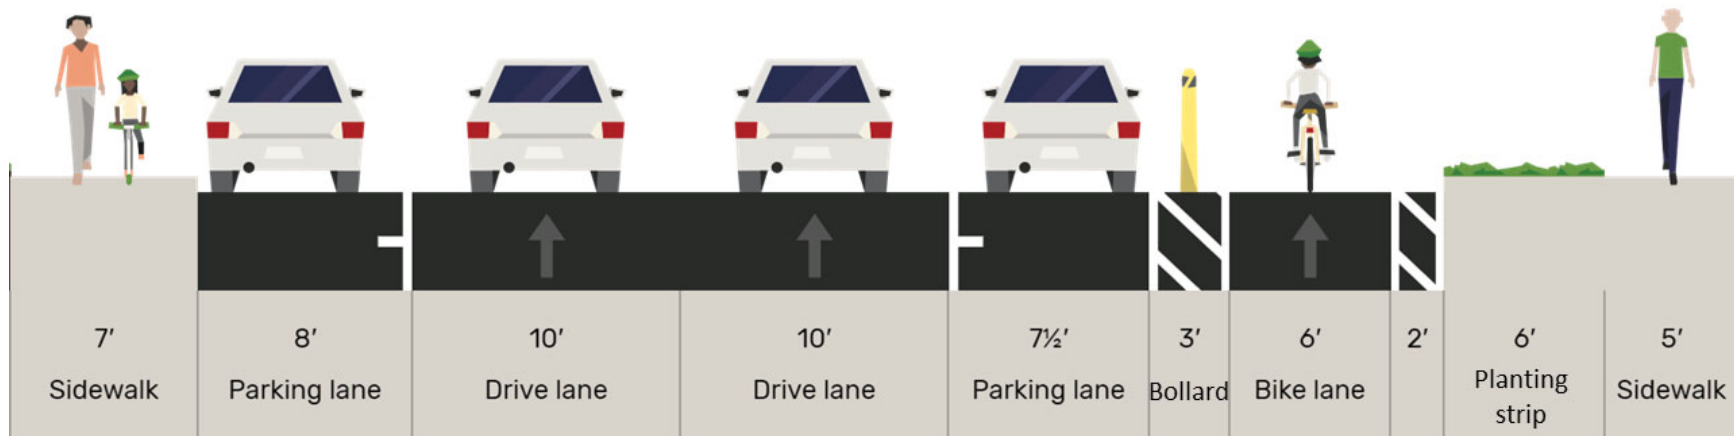 7′ 8′ 10′ 10′ 7½′ 3′ 6′ 2′ 6′ 5′
Sidewalk Parking lane Drive lane Drive lane Parking lane Bollard Bike lane Planting strip Sidewalk